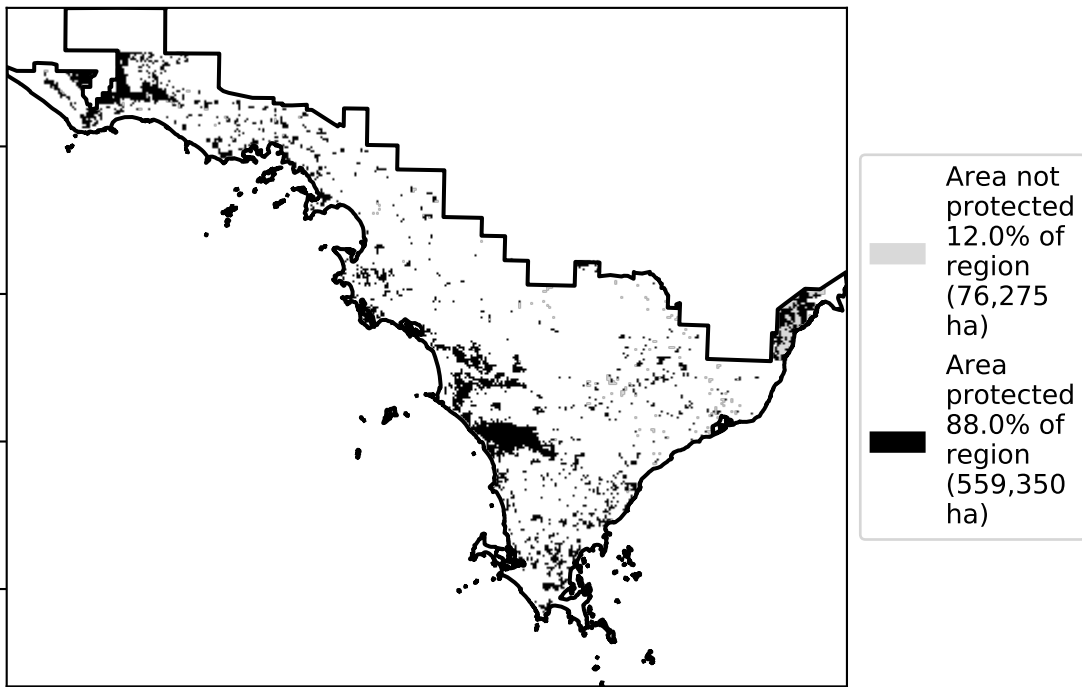 Area not
protected
12.0% of
region
(76,275
ha)
Area
protected
88.0% of
region
(559,350
ha)